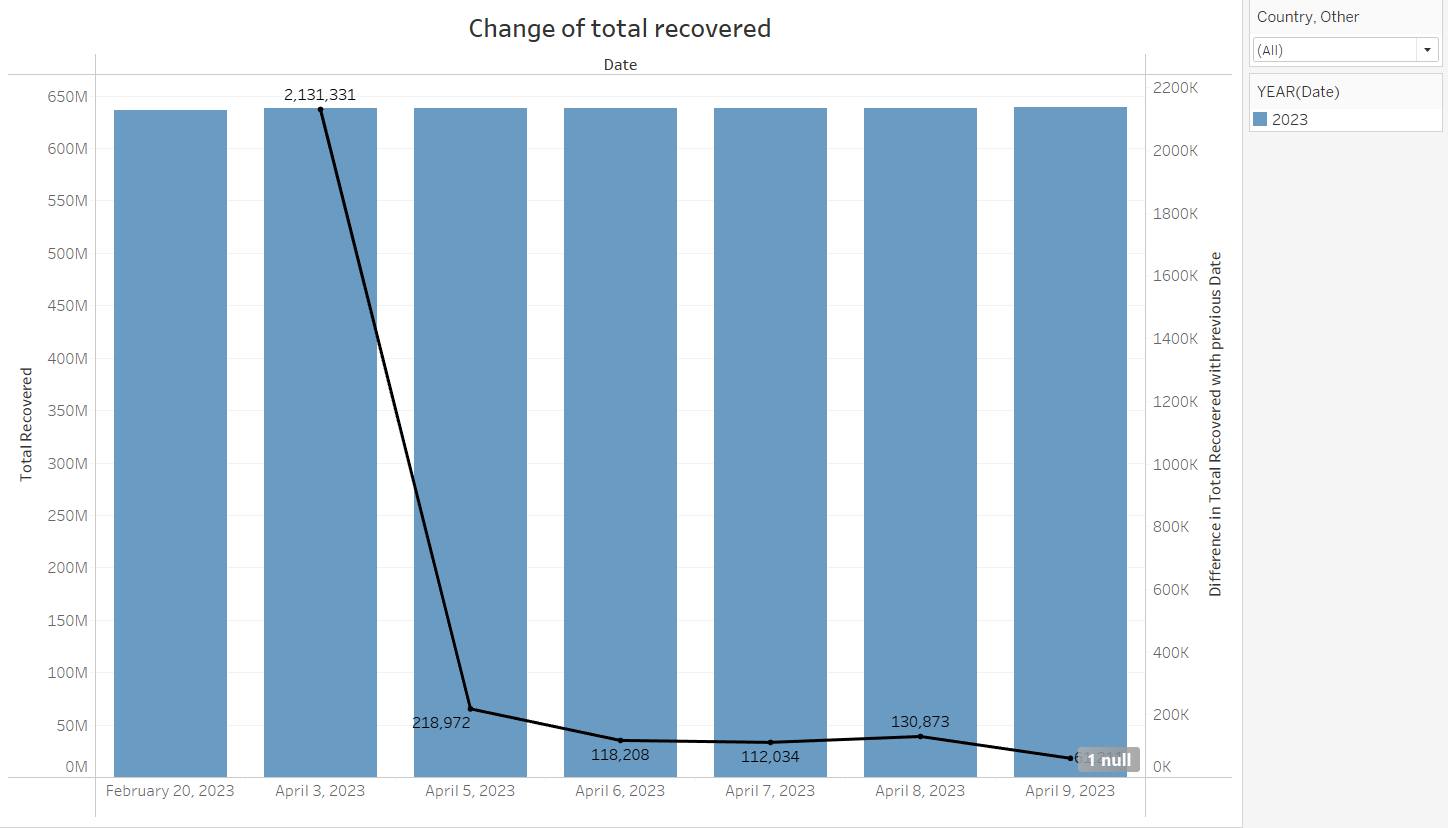 Change of total recovered
Date
Total Recovered
650M
600M
550M
500M
450M
400M
350M
300M
250M
200M
150M
100M
50M
0M
2,131,331
218,972
118,208
112,034
130,873
1 null
2200K
2000K
1800K
1600K
1400K
1200K
1000K
800K
600K
400K
200K
0K
Difference in Total Recovered with previous Date
February 20, 2023
April 3, 2023
April 5, 2023
April 6, 2023
April 7, 2023
April 8, 2023
April 9, 2023
Country, Other
(All)
YEAR(Date)
2023